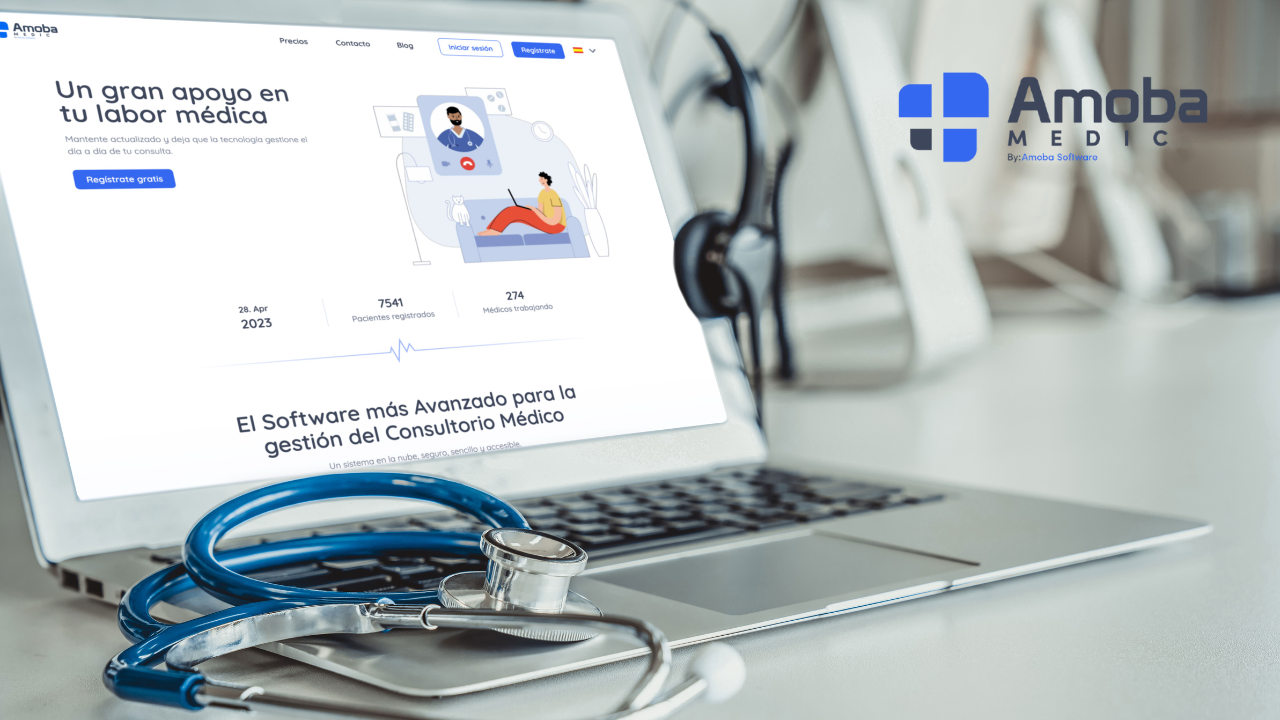 Amoba
MEDIC
Precios
Contacto
Blog
Iniciar sesión
Regístrate
Un gran apoyo en
tu labor médica
Mantente actualizado y deja que la tecnología gestione el
día a día de tu consulta.
Regístrate gratis
28. Apr
2023
7541
Pacientes registrados
274
Médicos trabajando
El Software más Avanzado para la
gestión del Consultorio Médico
Un sistema en la nube, seguro, sencillo y accesible.
Amoba
MEDIC
By: Amoba Software